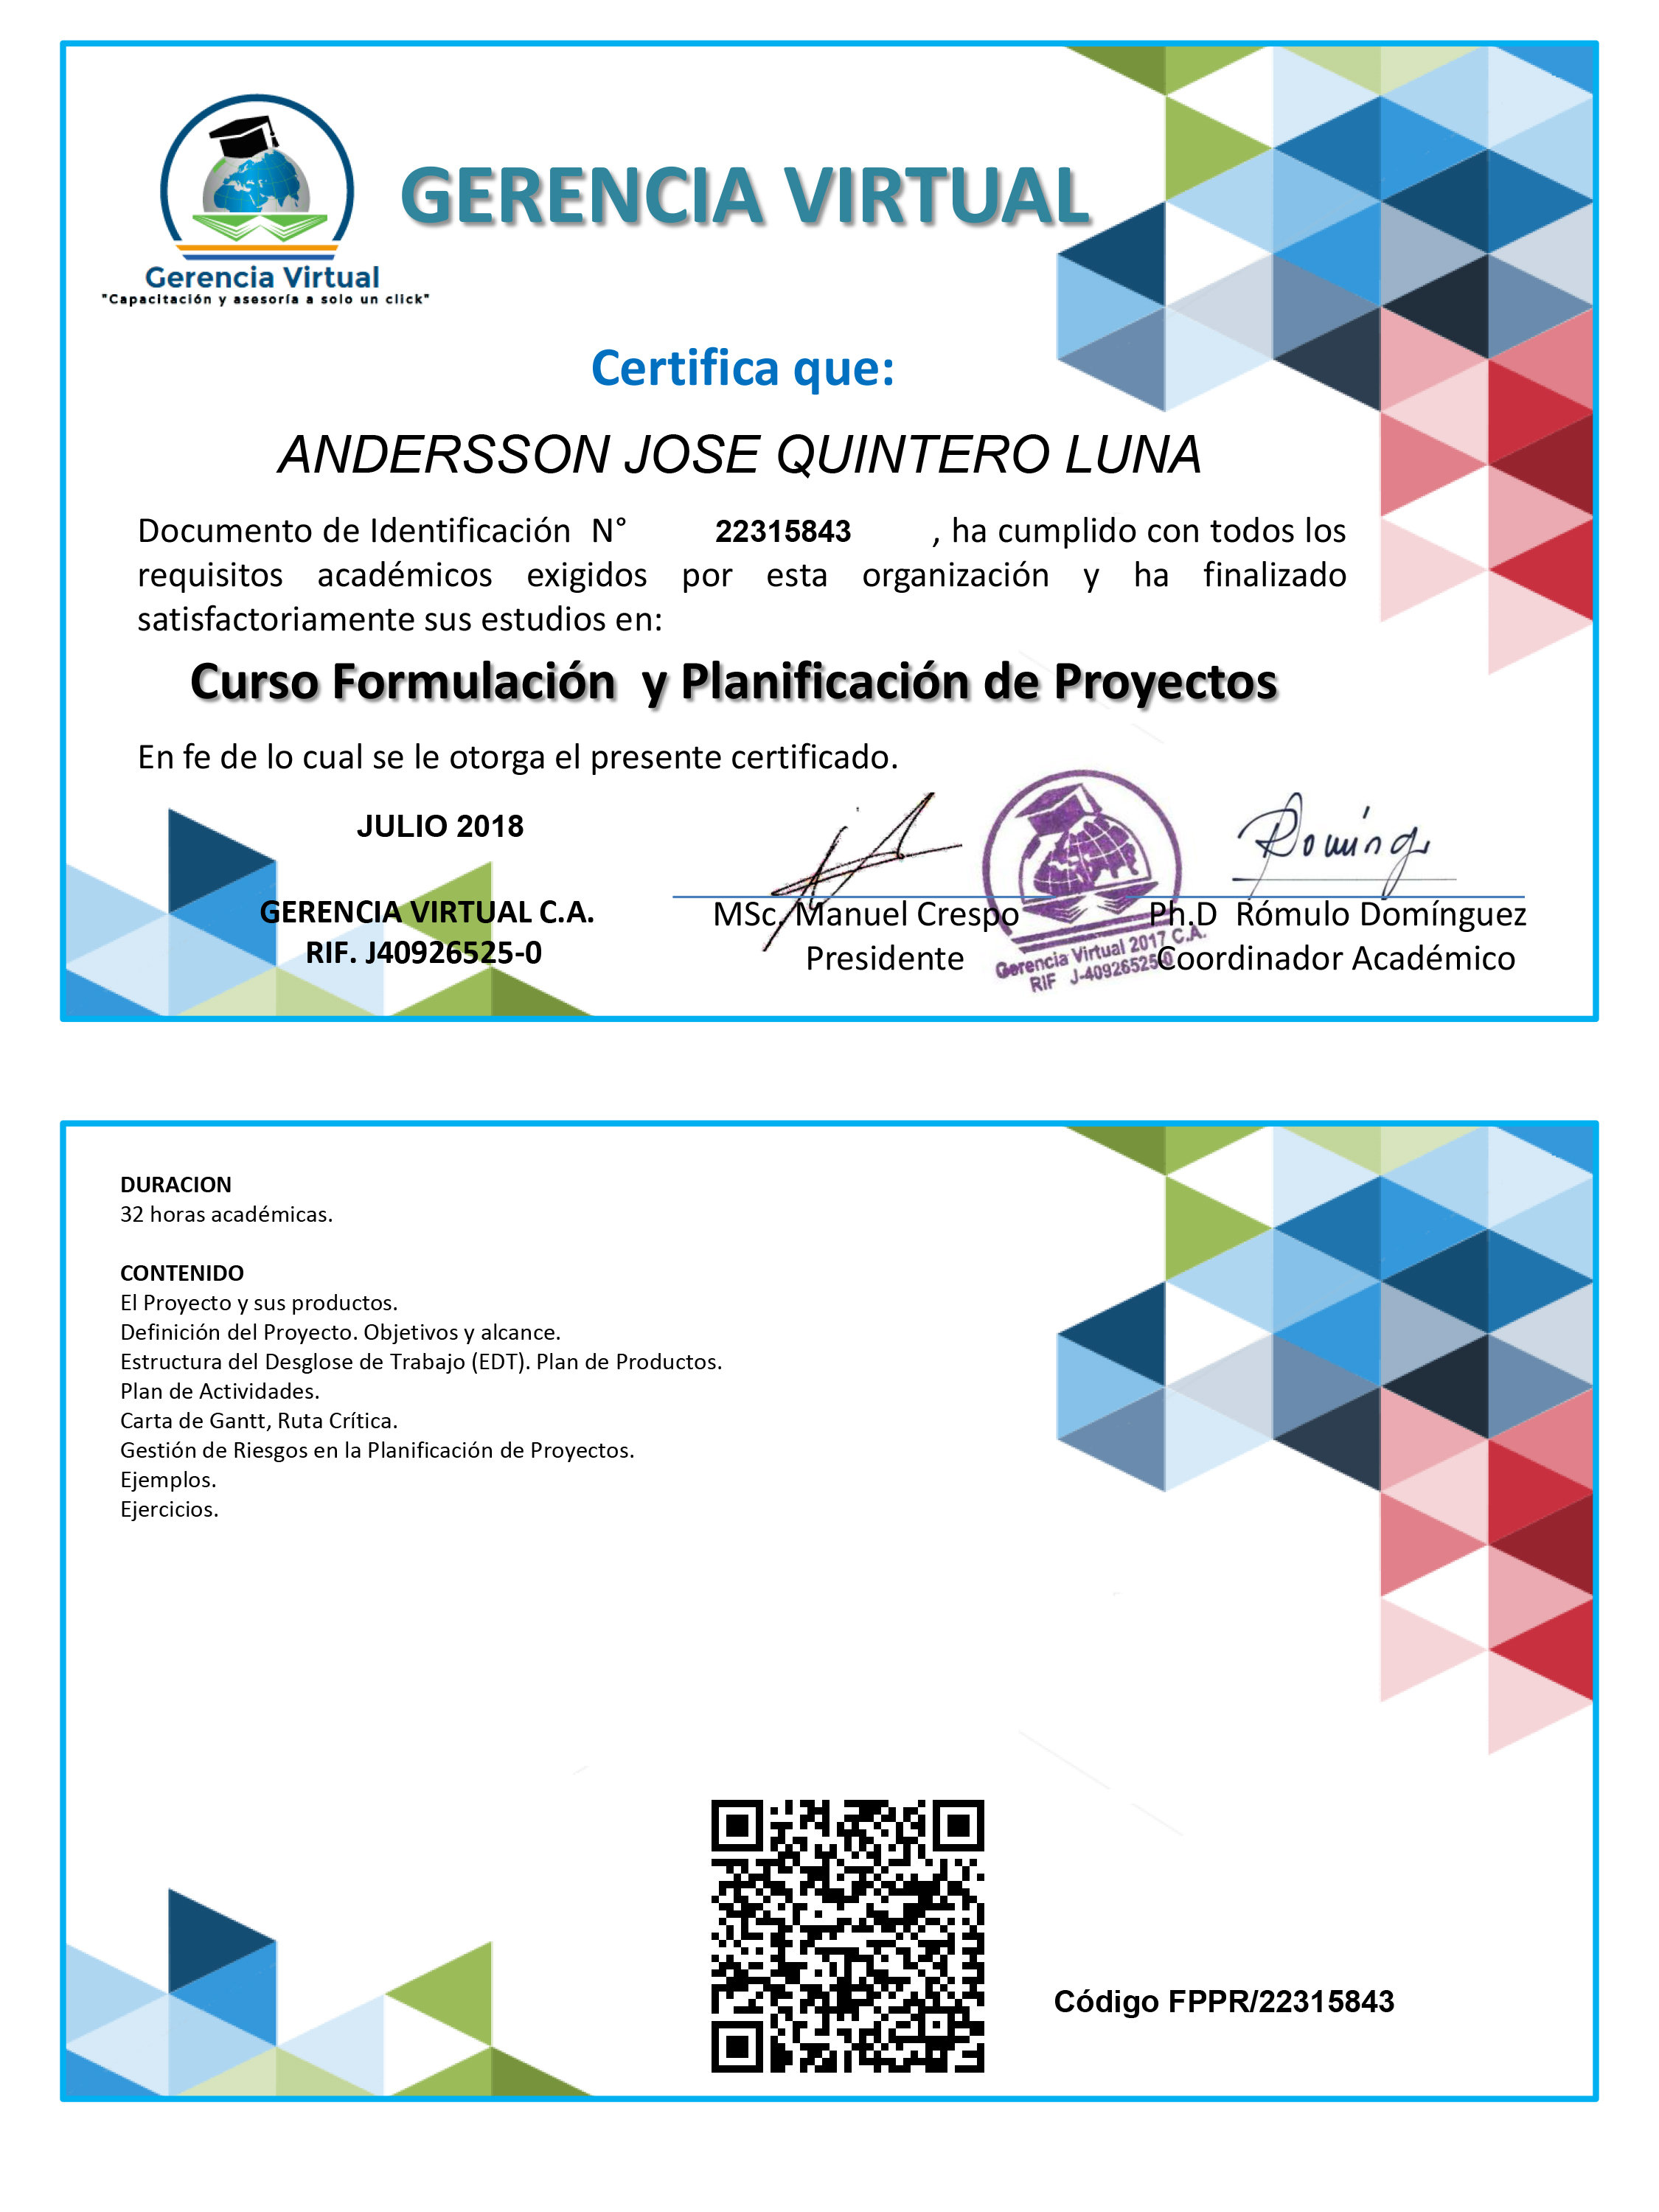 GERENCIA VIRTUAL
Gerencia Virtual
"Capacitación y asesoría a solo un click"
Certifica que:
ANDERSSON JOSE QUINTERO LUNA
Documento de Identificación N° 22315843 , ha cumplido con todos los
requisitos académicos exigidos por esta organización y ha finalizado
satisfactoriamente sus estudios en:
Curso Formulación y Planificación de Proyectos
En fe de lo cual se le otorga el presente certificado.
JULIO 2018
GERENCIA VIRTUAL C.A.
RIF. J40926525-0
Doming
MSc. Manuel Crespo
Presidente
Gerencia Virtual 2017 C.A.
RIF J-40926525-0
Ph.D Rómulo Domínguez
Coordinador Académico
DURACION
32 horas académicas.
CONTENIDO
El Proyecto y sus productos.
Definición del Proyecto. Objetivos y alcance.
Estructura del Desglose de Trabajo (EDT). Plan de Productos.
Plan de Actividades.
Carta de Gantt, Ruta Crítica.
Gestión de Riesgos en la Planificación de Proyectos.
Ejemplos.
Ejercicios.
Código FPPR/22315843